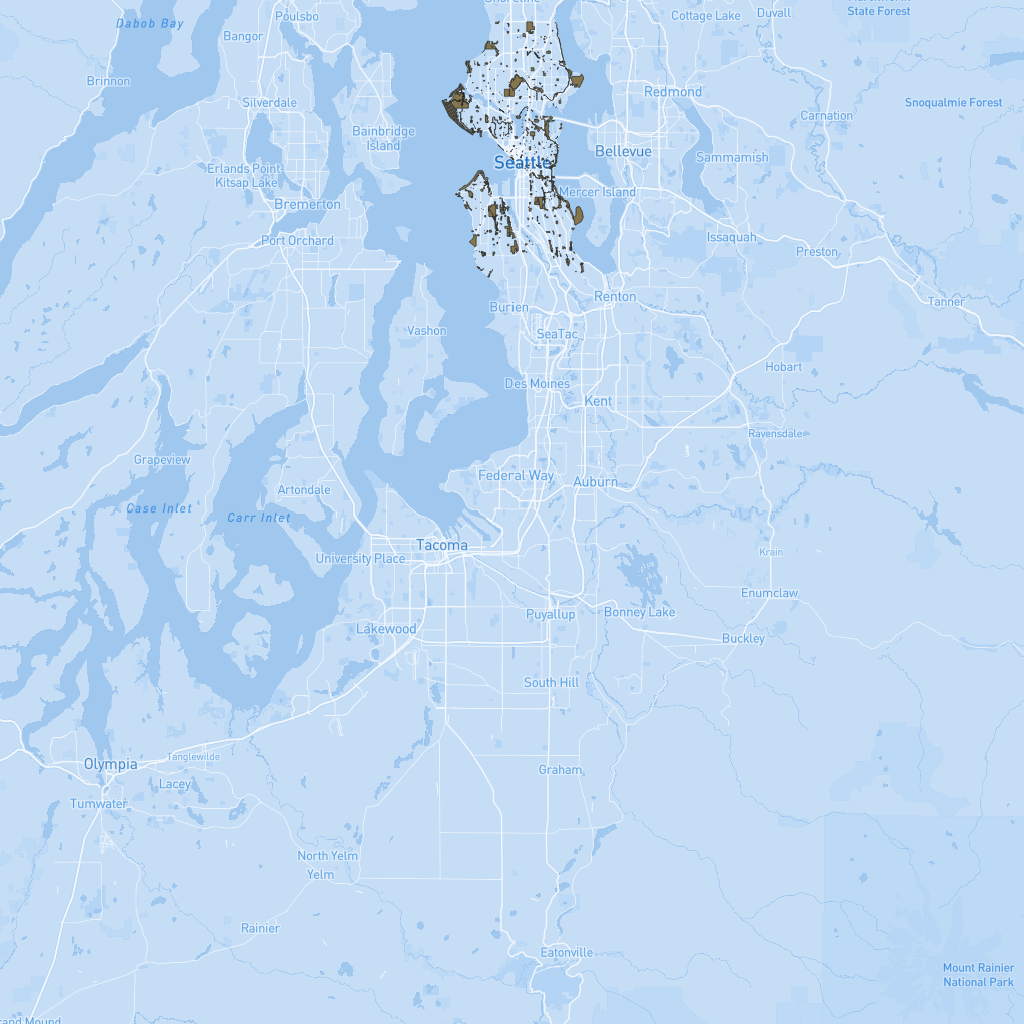 Shoreline
Dabob Bay
Poulsbo
Cottage Lake
Duvall
State Forest
Bangor
Brinnon
Silverdale
Redmond
Snoqualmie Forest
Carnation
Bainbridge
Island
Bellevue
Seattle
Sammamish
Erlands Point-
Kitsap Lake
Mercer Island
Bremerton
Port Orchard
Issaquah
Preston
Renton
Tanner
Burien
Vashon
SeaTac
Hobart
Des Moines
Kent
Ravensdale
Grapeview
Federal Way
Auburn
Artondale
Case Inlet
Carr Inlet
Tacoma
University Place
Krain
Enumclaw
Puyallup
Bonney Lake
Lakewood
Buckley
South Hill
Tanglewilde
Olympia
Graham
Lacey
Tumwater
North Yelm
Yelm
Rainier
Eatonville
Mount Rainier
National Park
and Mound